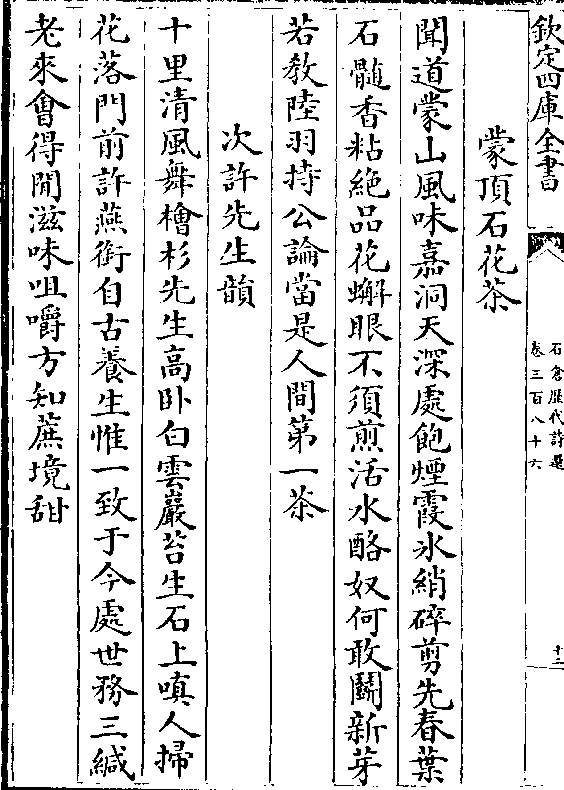 欽定四庫全書
石倉歷代詩選
卷三百八十六
十二
蒙頂石花茶
聞道蒙山風味嘉洞天深處飽煙霞氷綃碎剪先春葉
石髓香粘絶品花蠏眼不須煎活水酪奴何敢鬭新芽
若教陸羽持公論當是人間第一茶
次許先生韻
十里清風舞檜杉先生高卧白雲巖苔生石上嗔人掃
花落門前許燕銜自古養生惟一致于今處世務三緘
老來會得閒滋味咀嚼方知蔗境甜